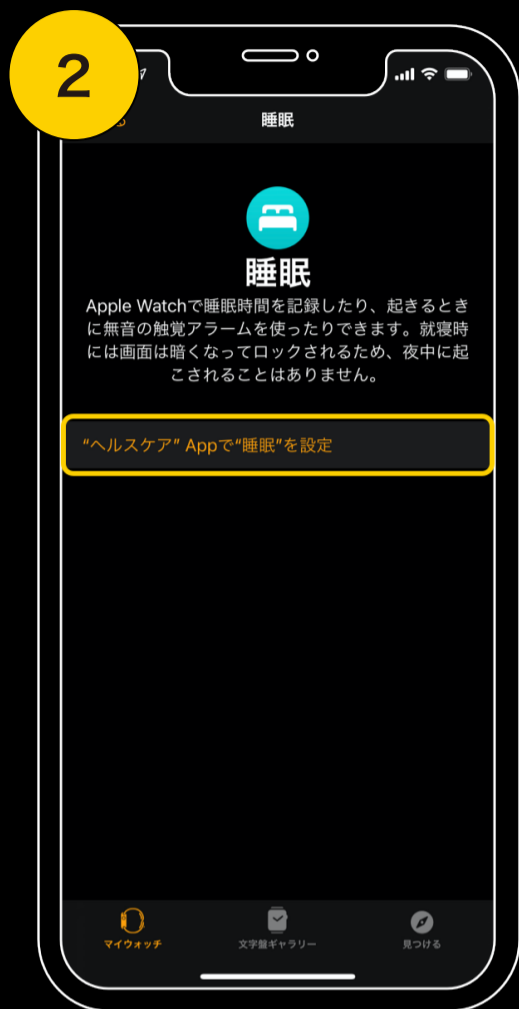 2
睡眠
睡眠
Apple Watchで睡眠時間を記録したり、起きるとき
に無音の触覚アラームを使ったりできます。就寝時
には画面は暗くなってロックされるため、夜中に起
こされることはありません。
“ヘルスケア” Appで“睡眠”を設定
マイウォッチ
文字盤ギャラリー
見つける